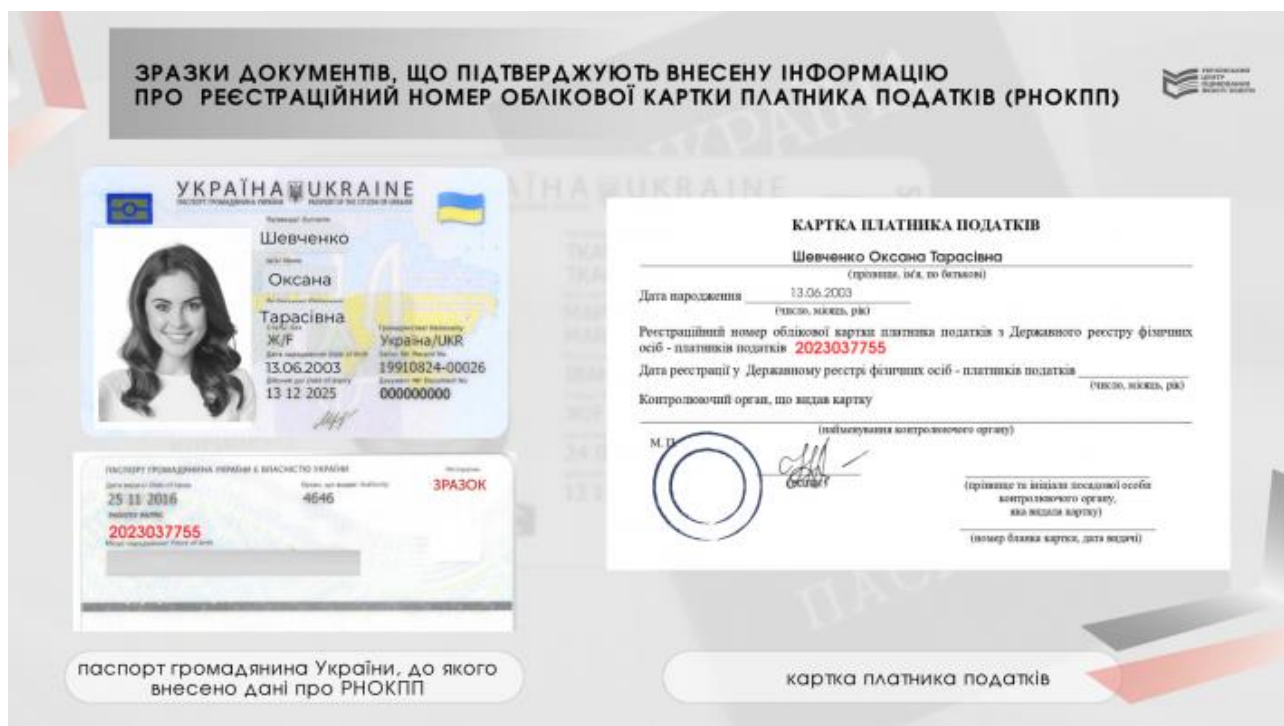 ЗРАЗКИ ДОКУМЕНТІВ, ЩО ПІДТВЕРДЖУЮТЬ ВНЕСЕНУ ІНФОРМАЦІЮ
ПРО РЕЄСТРАЦІЙНИЙ НОМЕР ОБЛІКОВОЇ КАРТКИ ПЛАТНИКА ПОДАТКІВ (РНОКПП)
УКРАЇНА UKRAINE
Шевченко
Оксана
Тарасівна
Ж/F Україна/UKR
13.06.2003 19910824-00026
13 12 2025 000000000
ПАСПОРТ ГРОМАДЯНИНА УКРАЇНИ Є ВЛАСНІСТЮ УКРАЇНИ
ЗРАЗОК
25 11 2016 4646
2023037755
паспорт громадянина України, до якого
внесено дані про РНОКПП
КАРТКА ПЛАТНИКА ПОДАТКІВ
Шевченко Оксана Тарасівна
(прізвище, ім'я, по батькові)
Дата народження 13.06.2003
(число, місяць, рік)
Реєстраційний номер облікової картки платника податків з Державного реєстру фізичних
осіб - платників податків 2023037755
Дата реєстрації у Державному реєстрі фізичних осіб - платників податків
(число, місяць, рік)
Контролюючий орган, що видав картку
(найменування контролюючого органу)
М. П.
(прізвище та ініціали посадової особи
контролюючого органу,
яка видала картку)
(номер бланка картки, дата видачі)
картка платника податків